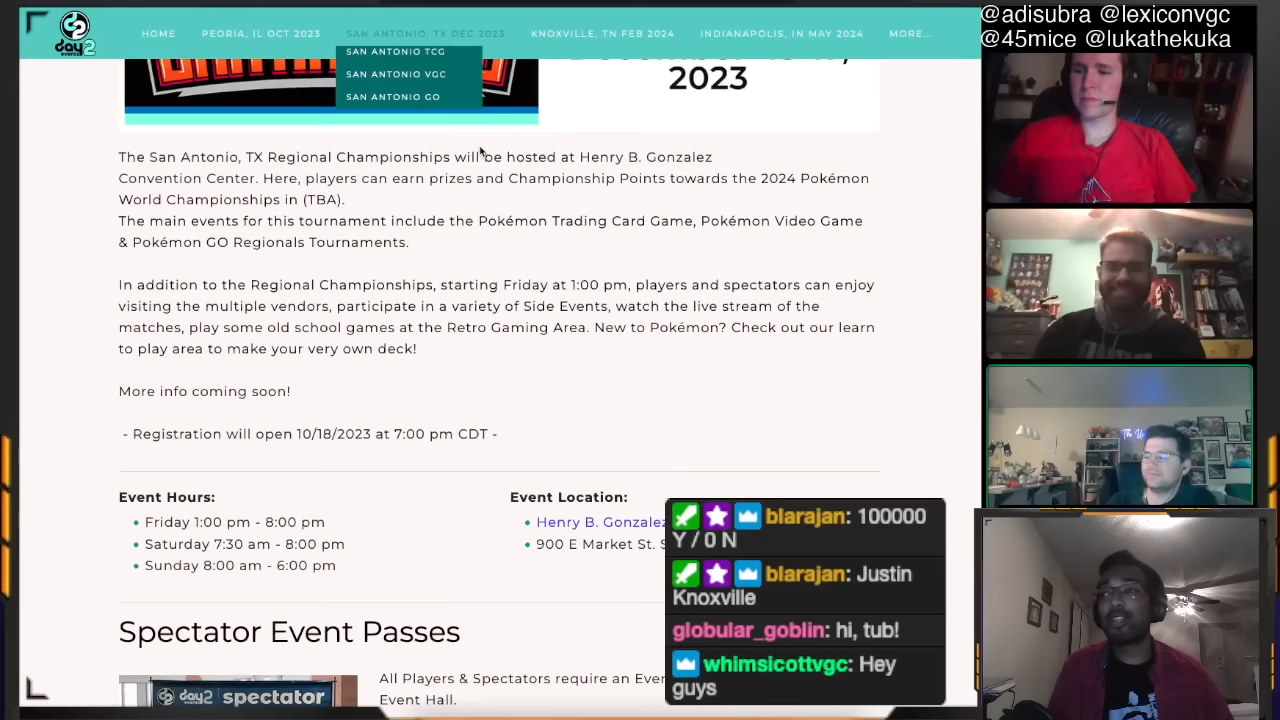 @adisubra @lexiconvgc
@45mice @lukathekuka
day2
events
HOME PEORIA, IL OCT 2023 SAN ANTONIO, TX DEC 2023 KNOXVILLE, TN FEB 2024 INDIANAPOLIS, IN MAY 2024 MORE...
SAN ANTONIO TCG
SAN ANTONIO VGC
SAN ANTONIO GO
2023
The San Antonio, TX Regional Championships will be hosted at Henry B. Gonzalez
Convention Center. Here, players can earn prizes and Championship Points towards the 2024 Pokémon
World Championships in (TBA).
The main events for this tournament include the Pokémon Trading Card Game, Pokémon Video Game
& Pokémon GO Regionals Tournaments.
In addition to the Regional Championships, starting Friday at 1:00 pm, players and spectators can enjoy
visiting the multiple vendors, participate in a variety of Side Events, watch the live stream of the
matches, play some old school games at the Retro Gaming Area. New to Pokémon? Check out our learn
to play area to make your very own deck!
More info coming soon!
- Registration will open 10/18/2023 at 7:00 pm CDT -
Event Hours:
• Friday 1:00 pm - 8:00 pm
• Saturday 7:30 am - 8:00 pm
• Sunday 8:00 am - 6:00 pm
Event Location:
• Henry B. Gonzalez
• 900 E Market St.
Spectator Event Passes
day2 spectator
All Players & Spectators require an
Event Hall.
blarajan: 100000
Y / 0 N
blarajan: Justin
Knoxville
globular_goblin: hi, tub!
whimsicottvgc: Hey
guys